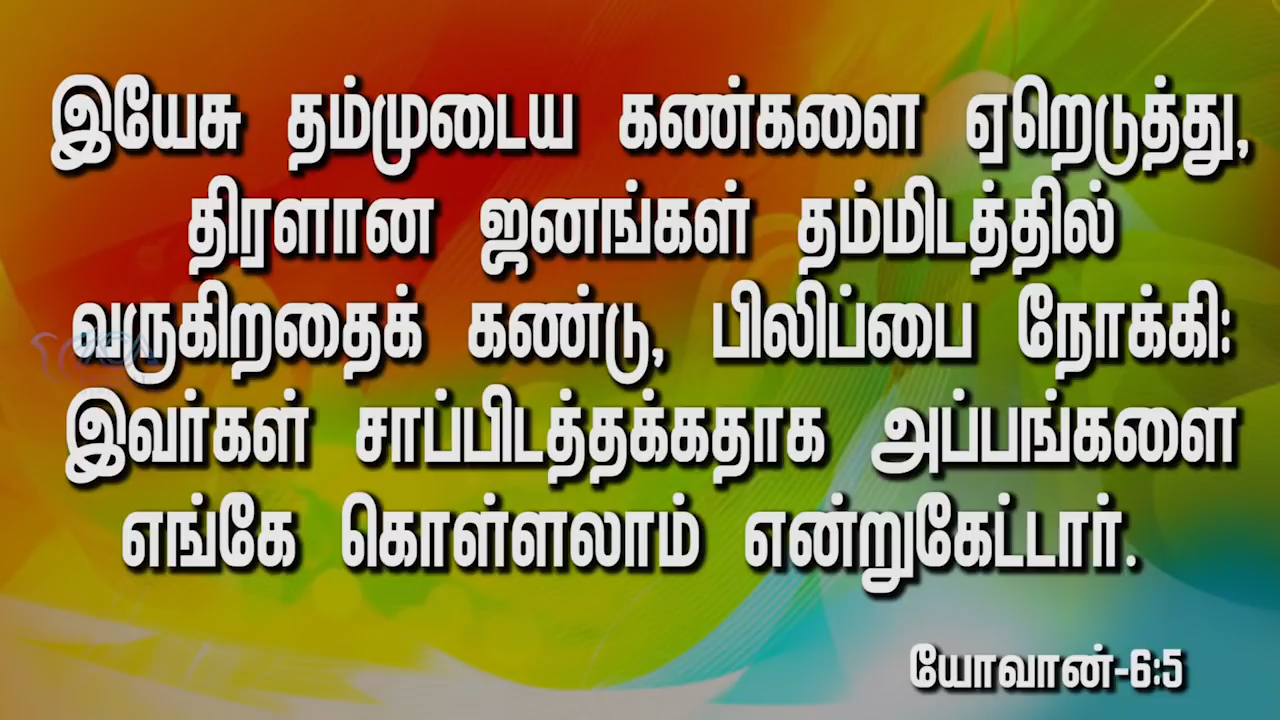 இயேசு தம்முடைய கண்களை ஏறெடுத்து,
திரளான ஜனங்கள் தம்மிடத்தில்
வருகிறதைக் கண்டு, பிலிப்பை நோக்கி:
இவர்கள் சாப்பிடத்தக்கதாக அப்பங்களை
எங்கே கொள்ளலாம் என்றுகேட்டார்.
யோவான்-6:5